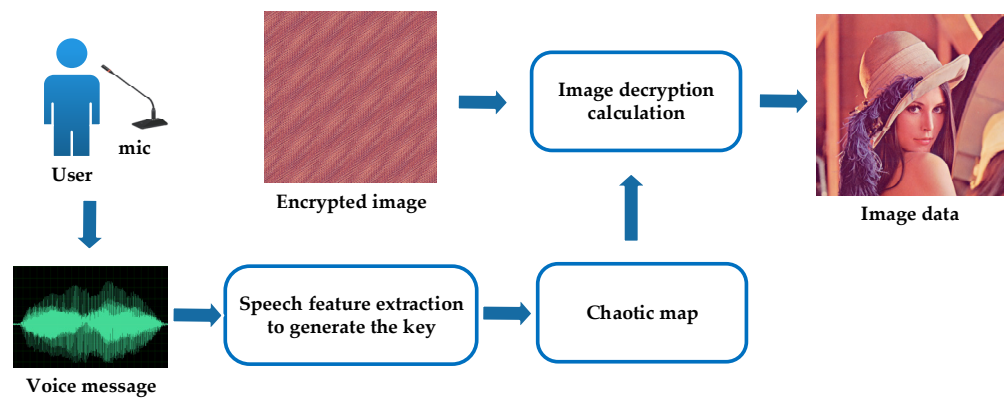 mic
User
Encrypted image
Image decryption
calculation
Image data
Voice message
Speech feature extraction
to generate the key
Chaotic map